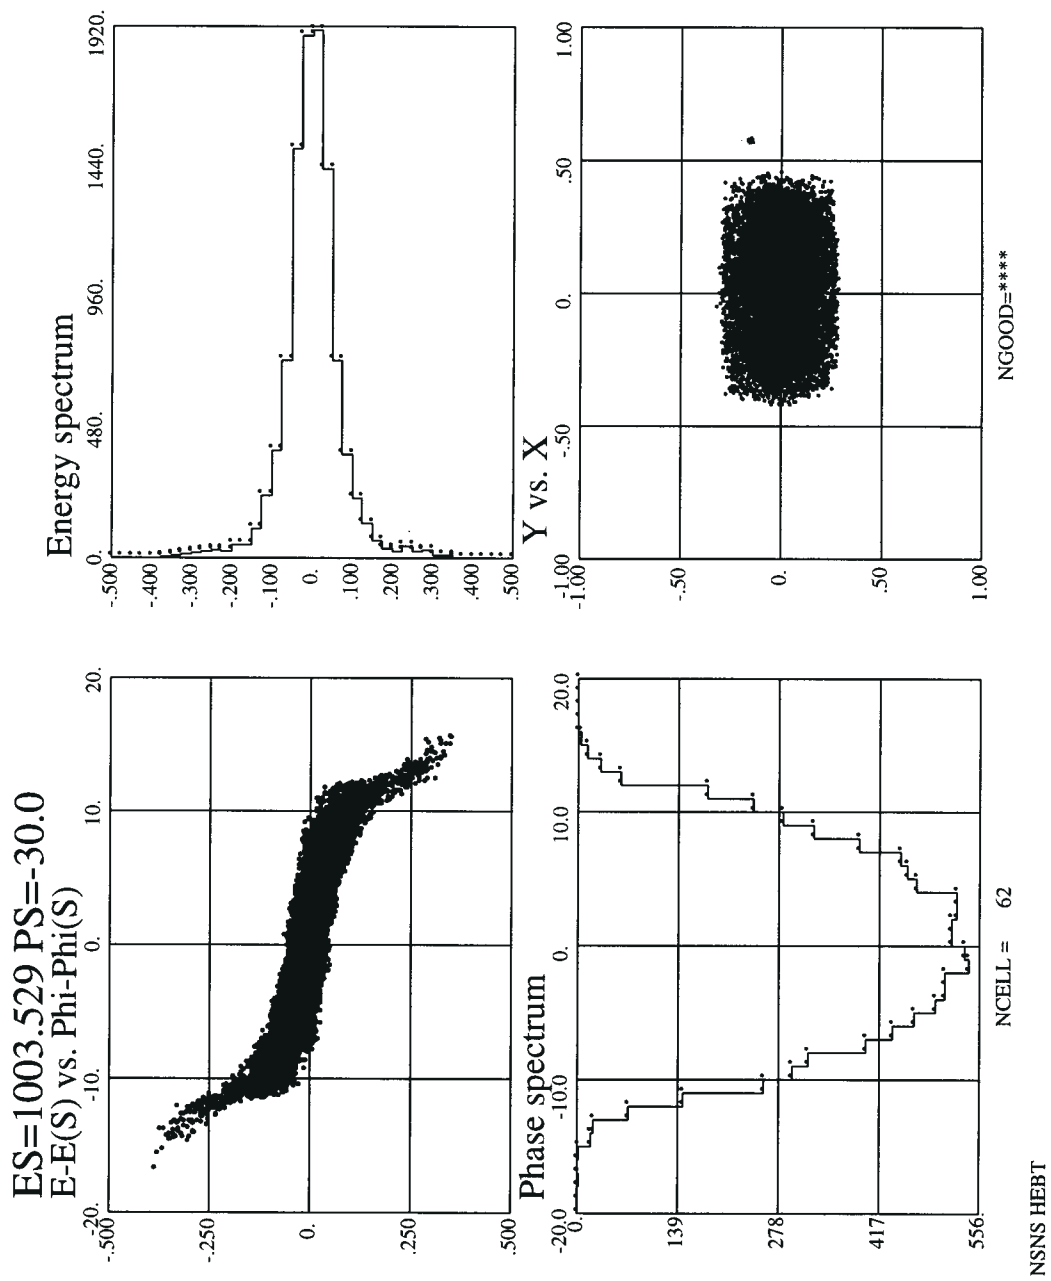 ES=1003.529 PS=-30.0
E-E(S) vs. Phi-Phi(S)
-20. -10. 0. 10. 20.
-.500
-.250
0.
.250
.500
Energy spectrum
0. 480. 960. 1440. 1920.
-.500
-.400
-.300
-.200
-.100
0.
.100
.200
.300
.400
.500
Phase spectrum
-20.0 -10.0 0. 10.0 20.0
0.
139
278
417
556
Y vs. X
-1.00 -.50 0. .50 1.00
-1.00
-.50
0.
.50
1.00
NCELL = 62
NGOOD=****
NSNS HEBT